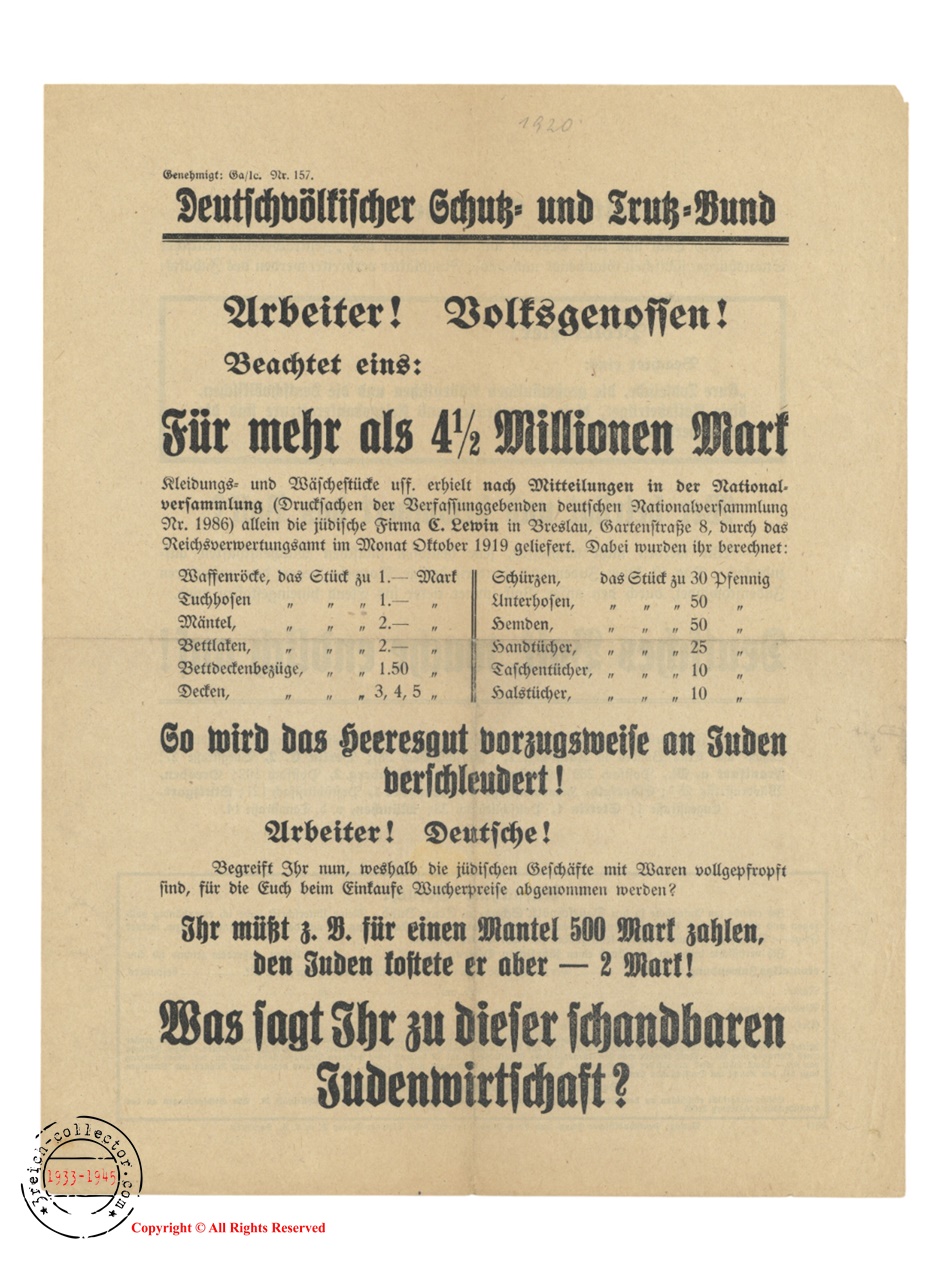 1920
Genehmigt: Ga/Ic. Nr. 157.
Deutschvölkischer Schutz- und Trutz-Bund
Arbeiter! Volksgenossen!
Beachtet eins:
Für mehr als 4½ Millionen Mark
Kleidungs- und Wäschestücke usf. erhielt nach Mitteilungen in der National-
versammlung (Drucksachen der Verfassunggebenden deutschen Nationalversammlung
Nr. 1986) allein die jüdische Firma C. Lewin in Breslau, Gartenstraße 8, durch das
Reichsverwertungsamt im Monat Oktober 1919 geliefert. Dabei wurden ihr berechnet:
Waffenröcke, das Stück zu 1.— Mark
Tuchhosen „ „ „ 1.— „
Mäntel, „ „ „ 2.— „
Bettlaken, „ „ „ 2.— „
Bettdeckenbezüge, „ „ 1.50 „
Decken, „ „ „ 3, 4, 5 „
Schürzen, das Stück zu 30 Pfennig
Unterhosen, „ „ „ 50 „
Hemden, „ „ „ 50 „
Handtücher, „ „ „ 25 „
Taschentücher, „ „ „ 10 „
Halstücher, „ „ „ 10 „
So wird das Heeresgut vorzugsweise an Juden
verschleudert!
Arbeiter! Deutsche!
Begreift Ihr nun, weshalb die jüdischen Geschäfte mit Waren vollgepfropft
sind, für die Euch beim Einkaufe Wucherpreise abgenommen werden?
Ihr müßt z. B. für einen Mantel 500 Mark zahlen,
den Juden kostete er aber — 2 Mark!
Was sagt Ihr zu dieser schandbaren
Judenwirtschaft?
3reich-collector.com
1933-1945
Copyright © All Rights Reserved